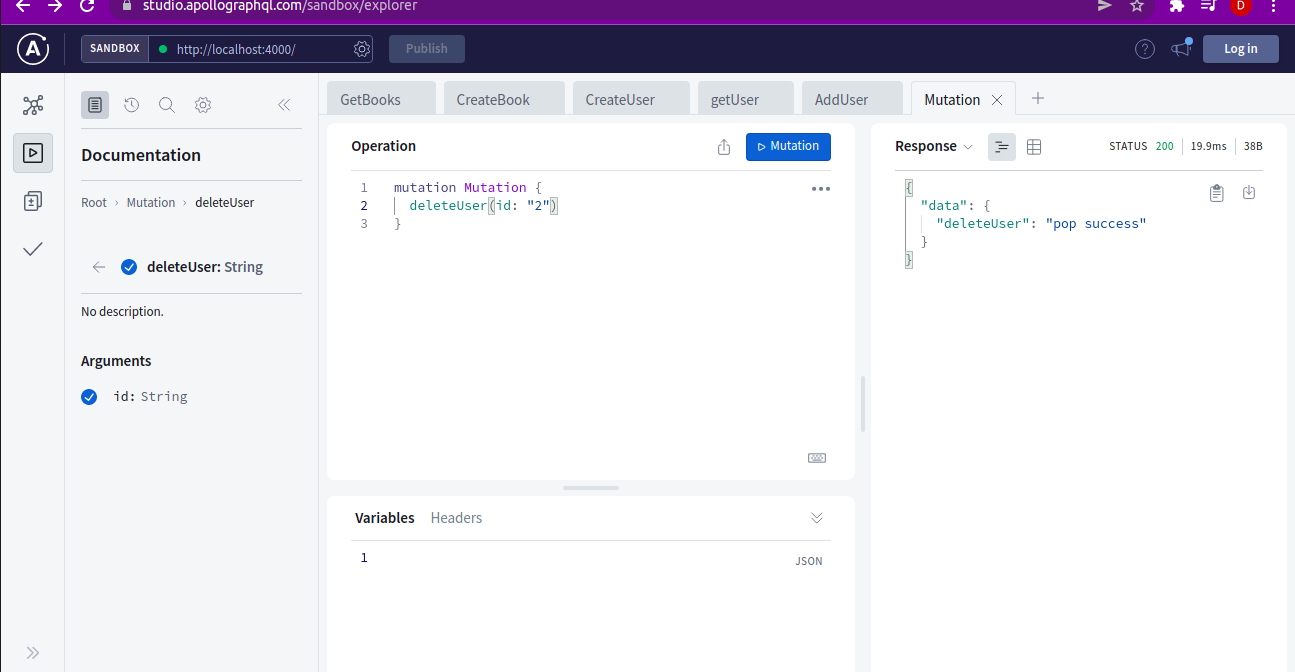 studio.apollographql.com/sandbox/explorer
D
A
SANDBOX http://localhost:4000/ Publish ? Log in
GetBooks CreateBook CreateUser getUser AddUser Mutation
Documentation
Root › Mutation › deleteUser
deleteUser: String
No description.
Arguments
id: String
Operation Mutation
1 mutation Mutation {
2 deleteUser(id: "2")
3 }
Variables Headers
1 JSON
Response STATUS 200 19.9ms 38B
{
"data": {
"deleteUser": "pop success"
}
}